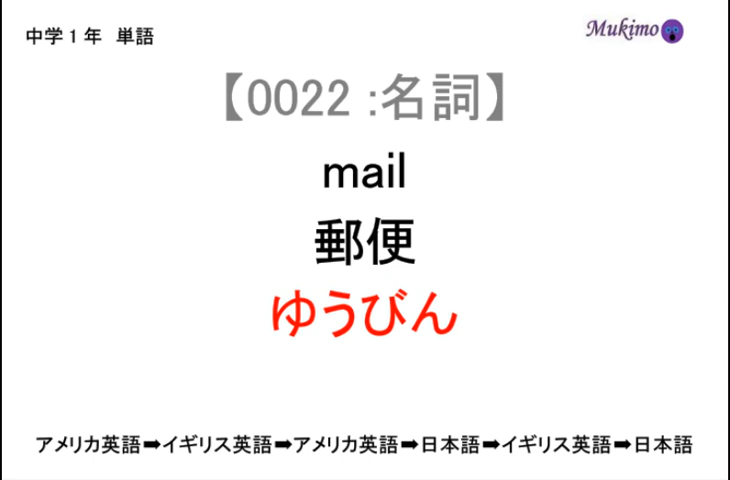 中学1年 単語
Mukimo
【0022 :名詞】
mail
郵便
ゆうびん
アメリカ英語➡イギリス英語➡アメリカ英語➡日本語➡イギリス英語➡日本語